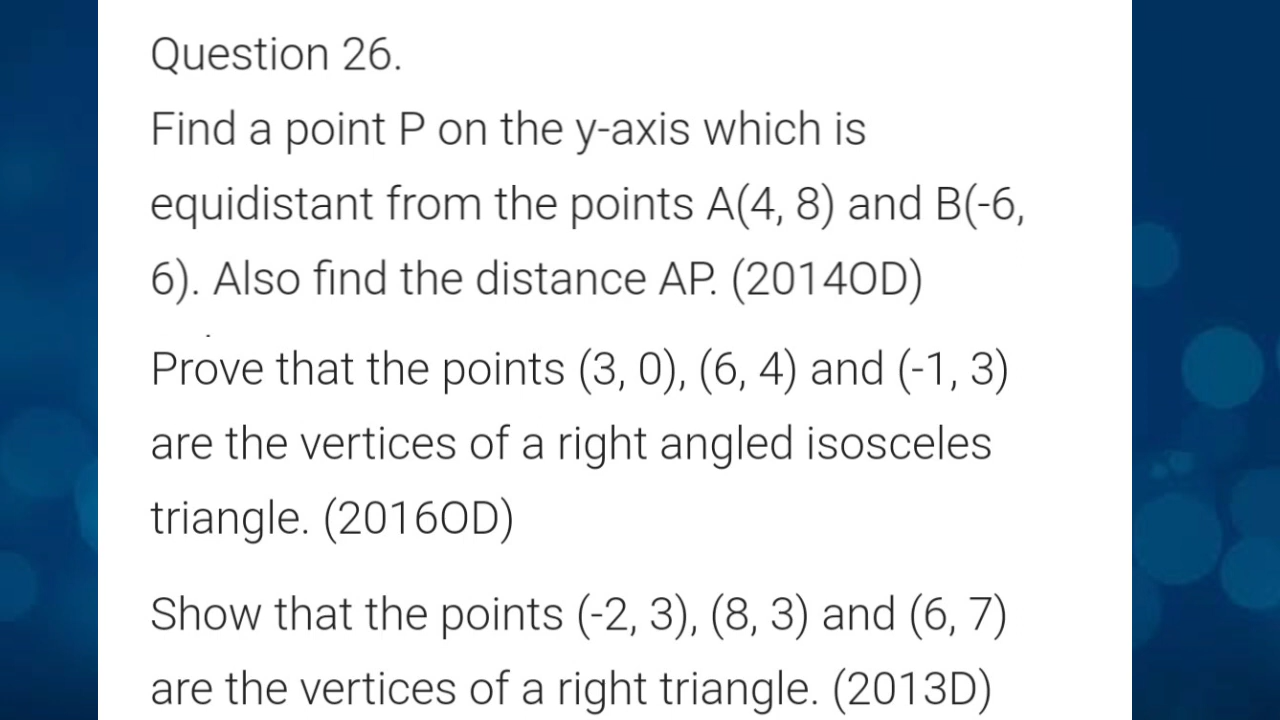 Question 26.
Find a point P on the y-axis which is
equidistant from the points A(4, 8) and B(-6,
6). Also find the distance AP. (2014OD)
Prove that the points (3, 0), (6, 4) and (-1, 3)
are the vertices of a right angled isosceles
triangle. (2016OD)
Show that the points (-2, 3), (8, 3) and (6, 7)
are the vertices of a right triangle. (2013D)